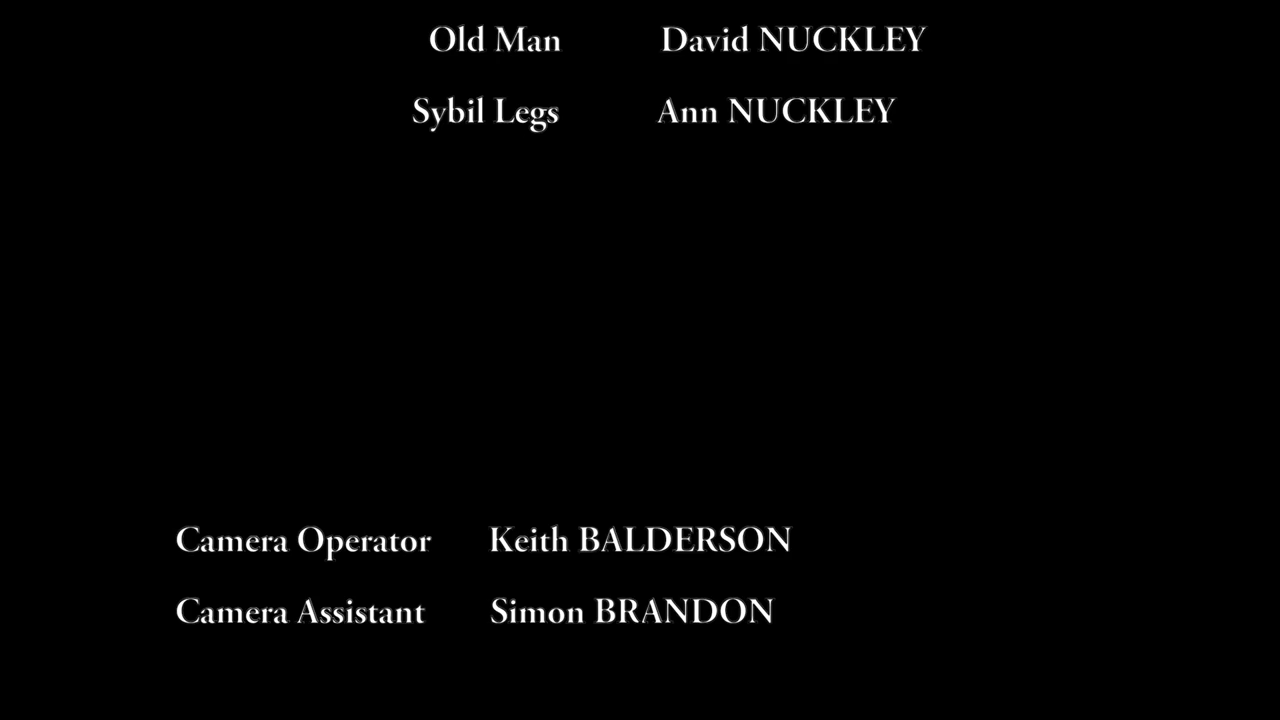 Old Man David NUCKLEY
Sybil Legs Ann NUCKLEY
Camera Operator Keith BALDERSON
Camera Assistant Simon BRANDON